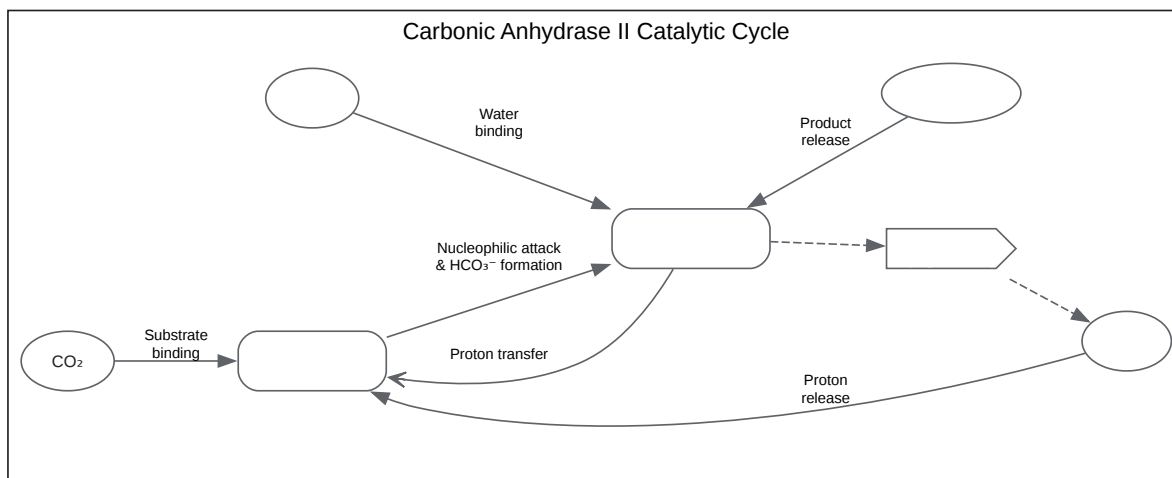 Carbonic Anhydrase II Catalytic Cycle
Water
binding
Product
release
Nucleophilic attack
& HCO₃⁻ formation
CO₂
Substrate
binding
Proton transfer
Proton
release